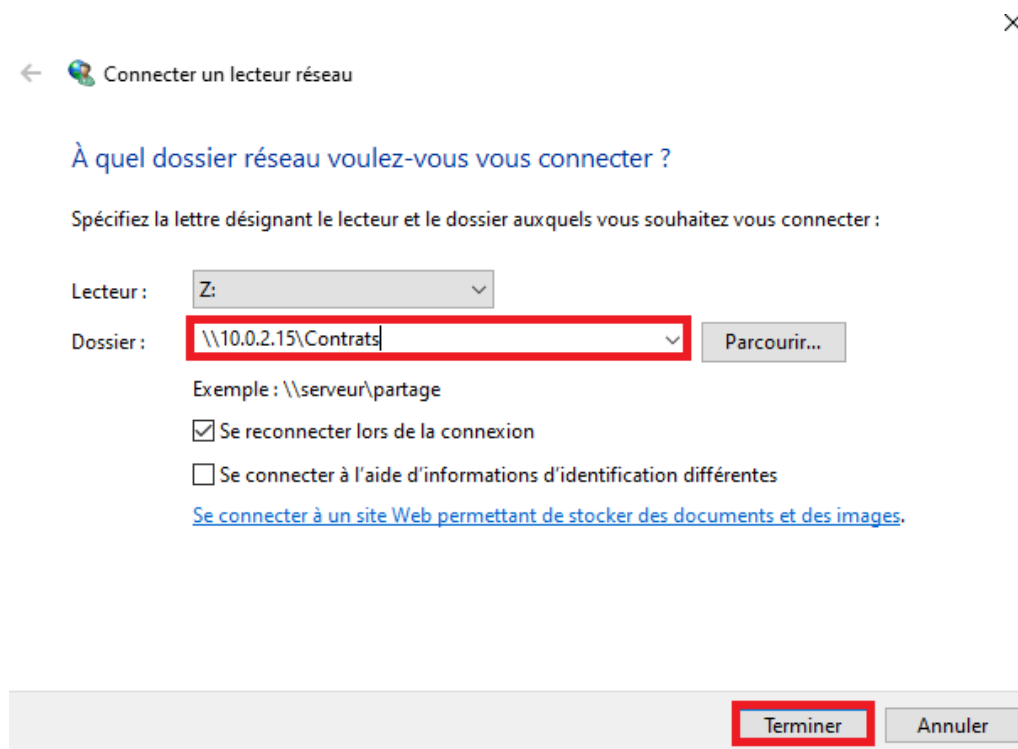 Connecter un lecteur réseau
À quel dossier réseau voulez-vous vous connecter ?
Spécifiez la lettre désignant le lecteur et le dossier auxquels vous souhaitez vous connecter :
Lecteur : Z:
Dossier : \\10.0.2.15\Contrats Parcourir...
Exemple : \\serveur\partage
Se reconnecter lors de la connexion
Se connecter à l'aide d'informations d'identification différentes
Se connecter à un site Web permettant de stocker des documents et des images.
Terminer Annuler